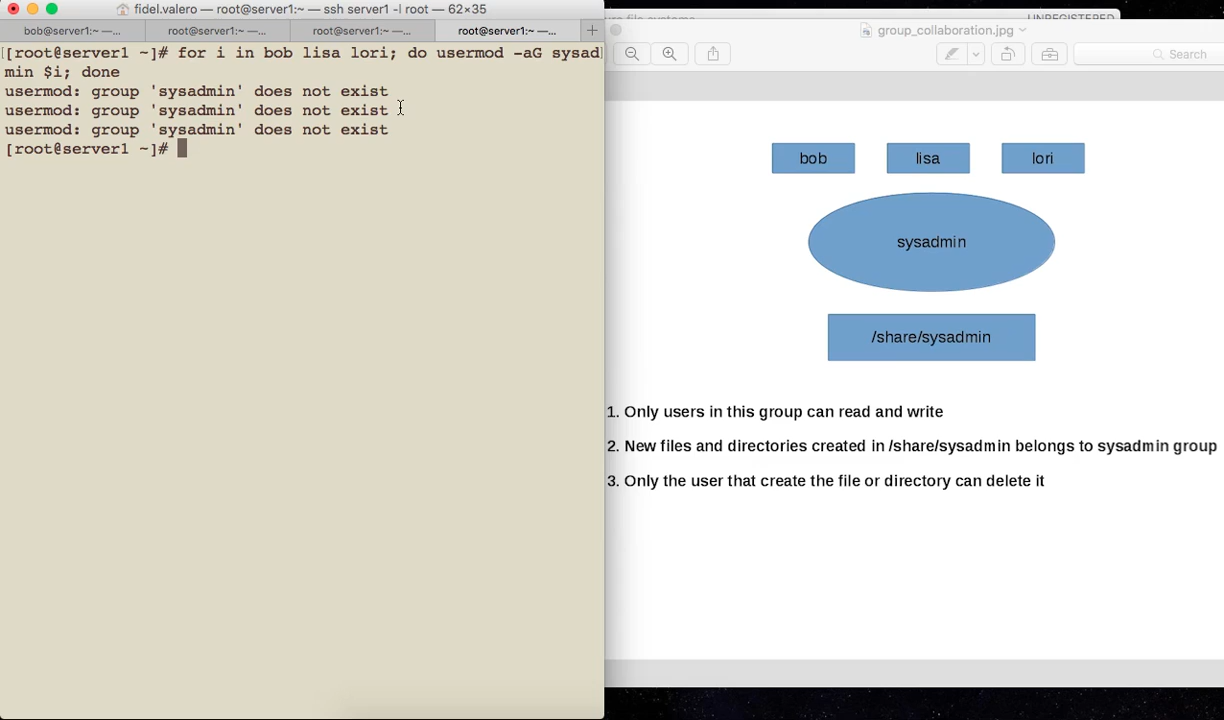 fidel.valero — root@server1:~ — ssh server1 -l root — 62×35
bob@server1:~ —...
root@server1:~ —...
root@server1:~ —...
root@server1:~ —...
[root@server1 ~]# for i in bob lisa lori; do usermod -aG sysad
min $i; done
usermod: group 'sysadmin' does not exist
usermod: group 'sysadmin' does not exist
usermod: group 'sysadmin' does not exist
[root@server1 ~]#
UNREGISTERED
group_collaboration.jpg
Search
bob
lisa
lori
sysadmin
/share/sysadmin
1. Only users in this group can read and write
2. New files and directories created in /share/sysadmin belongs to sysadmin group
3. Only the user that create the file or directory can delete it